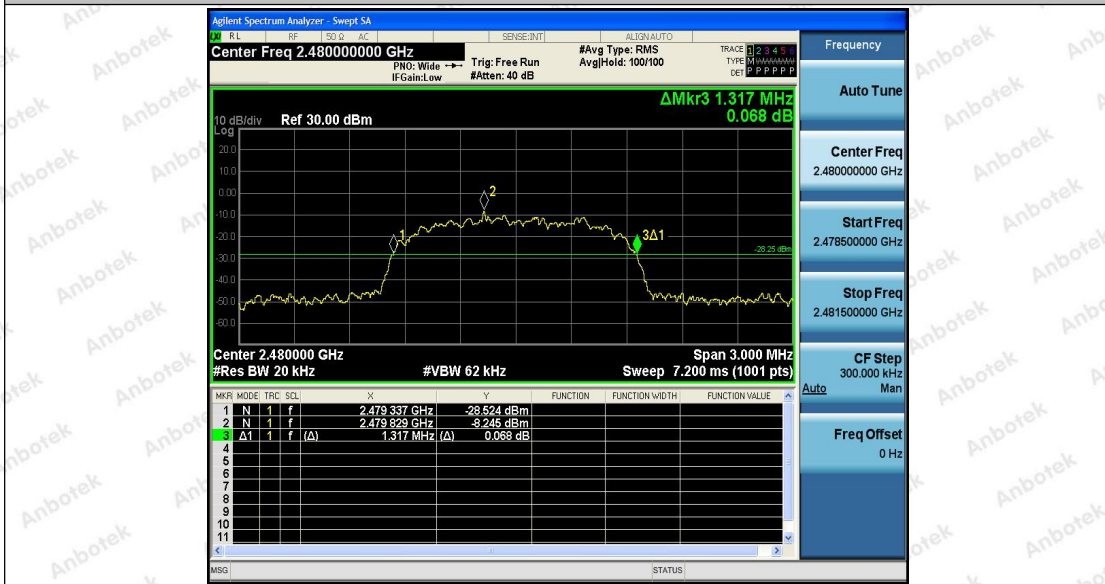 Agilent Spectrum Analyzer - Swept SA
LXI RL RF 50 Ω AC SENSE:INT ALIGNAUTO
Center Freq 2.480000000 GHz
PNO: Wide
IFGain:Low
Trig: Free Run
#Atten: 40 dB
#Avg Type: RMS
Avg|Hold: 100/100
TRACE 1 2 3 4 5 6
TYPE M
DET P P P P P P
ΔMkr3 1.317 MHz
0.068 dB
10 dB/div Ref 30.00 dBm
Log
20.0
10.0
0.00
-10.0
-20.0
-30.0
-40.0
-50.0
-60.0
1
2
3Δ1
-28.25 dBm
Center 2.480000 GHz Span 3.000 MHz
#Res BW 20 kHz #VBW 62 kHz Sweep 7.200 ms (1001 pts)
MKR MODE TRC SCL X Y FUNCTION FUNCTION WIDTH FUNCTION VALUE
1 N 1 f 2.479 337 GHz -28.524 dBm
2 N 1 f 2.479 829 GHz -8.245 dBm
3 Δ1 1 f (Δ) 1.317 MHz (Δ) 0.068 dB
4
5
6
7
8
9
10
11
MSG STATUS
Frequency
Auto Tune
Center Freq
2.480000000 GHz
Start Freq
2.478500000 GHz
Stop Freq
2.481500000 GHz
CF Step
300.000 kHz
Auto Man
Freq Offset
0 Hz
Anbotek